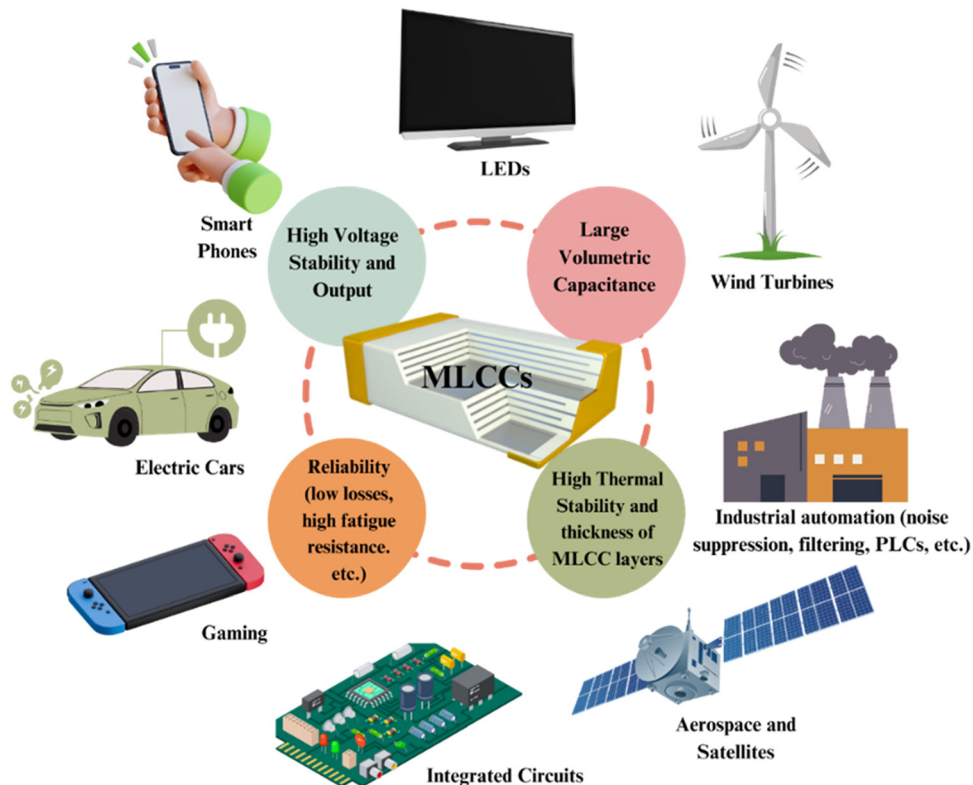 LEDs
Smart
Phones
High Voltage
Stability and
Output
Large
Volumetric
Capacitance
Wind Turbines
MLCCs
Electric Cars
Reliability
(low losses,
high fatigue
resistance.
etc.)
High Thermal
Stability and
thickness of
MLCC layers
Industrial automation (noise
suppression, filtering, PLCs, etc.)
Gaming
Aerospace and
Satellites
Integrated Circuits